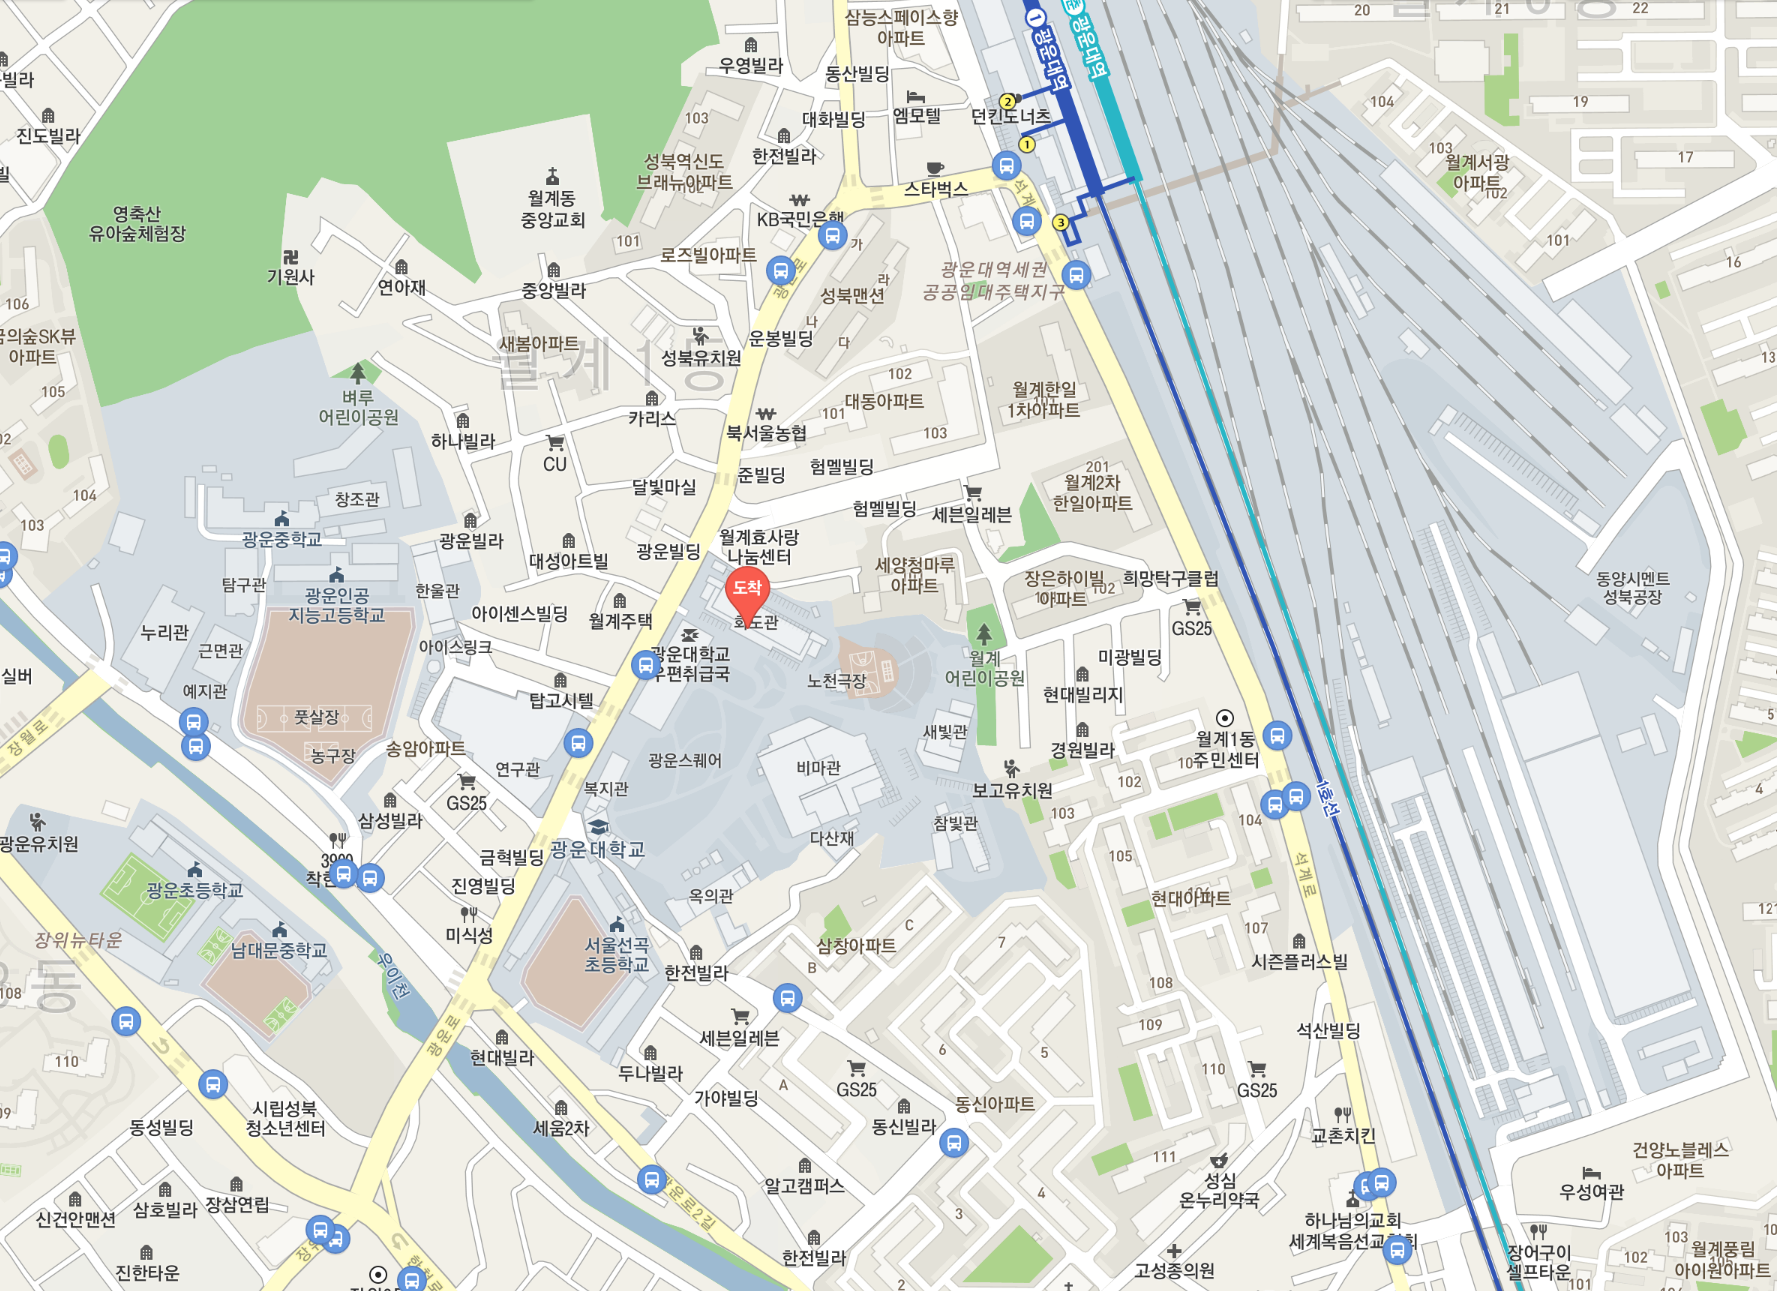 삼능스페이스향
아파트
우영빌라
동산빌딩
광운대역
광운대역
20
21
22
진도빌라
대화빌딩
엠모텔
던킨도너츠
2
1
3
103
한전빌라
성북역신도
브래뉴아파트
102
101
스타벅스
석계로
104
103
월계서광
아파트
102
101
19
17
16
영축산
유아숲체험장
월계동
중앙교회
KB국민은행
기원사
연아재
중앙빌라
로즈빌아파트
광운로
성북맨션
가
라
나
다
광운대역세권
공공임대주택지구
106
아파트
105
새봄아파트
월계1동
성북유치원
운봉빌딩
벼루
어린이공원
카리스
하나빌라
CU
북서울농협
102
101
대동아파트
103
월계한일
1차아파트
104
103
창조관
달빛마실
준빌딩
험멜빌딩
험멜빌딩
세븐일레븐
201
월계2차
한일아파트
광운중학교
광운빌라
대성아트빌
광운빌딩
월계효사랑
나눔센터
탐구관
광운인공
지능고등학교
한울관
아이센스빌딩
월계주택
도착
화도관
세양청마루
아파트
장은하이빌
아파트
102
희망탁구클럽
GS25
동양시멘트
성북공장
누리관
근면관
아이스링크
광운대학교
우편취급국
노천극장
월계
어린이공원
미광빌딩
예지관
풋살장
탑고시텔
현대빌리지
장월로
농구장
송암아파트
연구관
광운스퀘어
비마관
새빛관
경원빌라
월계1동
주민센터
복지관
GS25
삼성빌라
보고유치원
102
103
104
1호선
광운유치원
금혁빌딩
광운대학교
다산재
참빛관
105
석계로
광운초등학교
진영빌딩
옥의관
현대아파트
장위뉴타운
남대문중학교
미식성
서울선곡
초등학교
한전빌라
삼창아파트
C
B
7
107
시즌플러스빌
우이천
108
108
109
석산빌딩
110
광운로
현대빌라
세븐일레븐
두나빌라
6
5
110
GS25
A
GS25
가야빌딩
동신아파트
동신빌라
시립성북
청소년센터
동성빌딩
세움2차
교촌치킨
111
성심
온누리약국
건양노블레스
아파트
우성여관
알고캠퍼스
4
3
신건안맨션
삼호빌라
장삼연립
광운로2길
하나님의교회
세계복음선교협회
한전빌라
고성종의원
진한타운
장어구이
셀프타운
101
102
103
월계풍림
아이원아파트
2